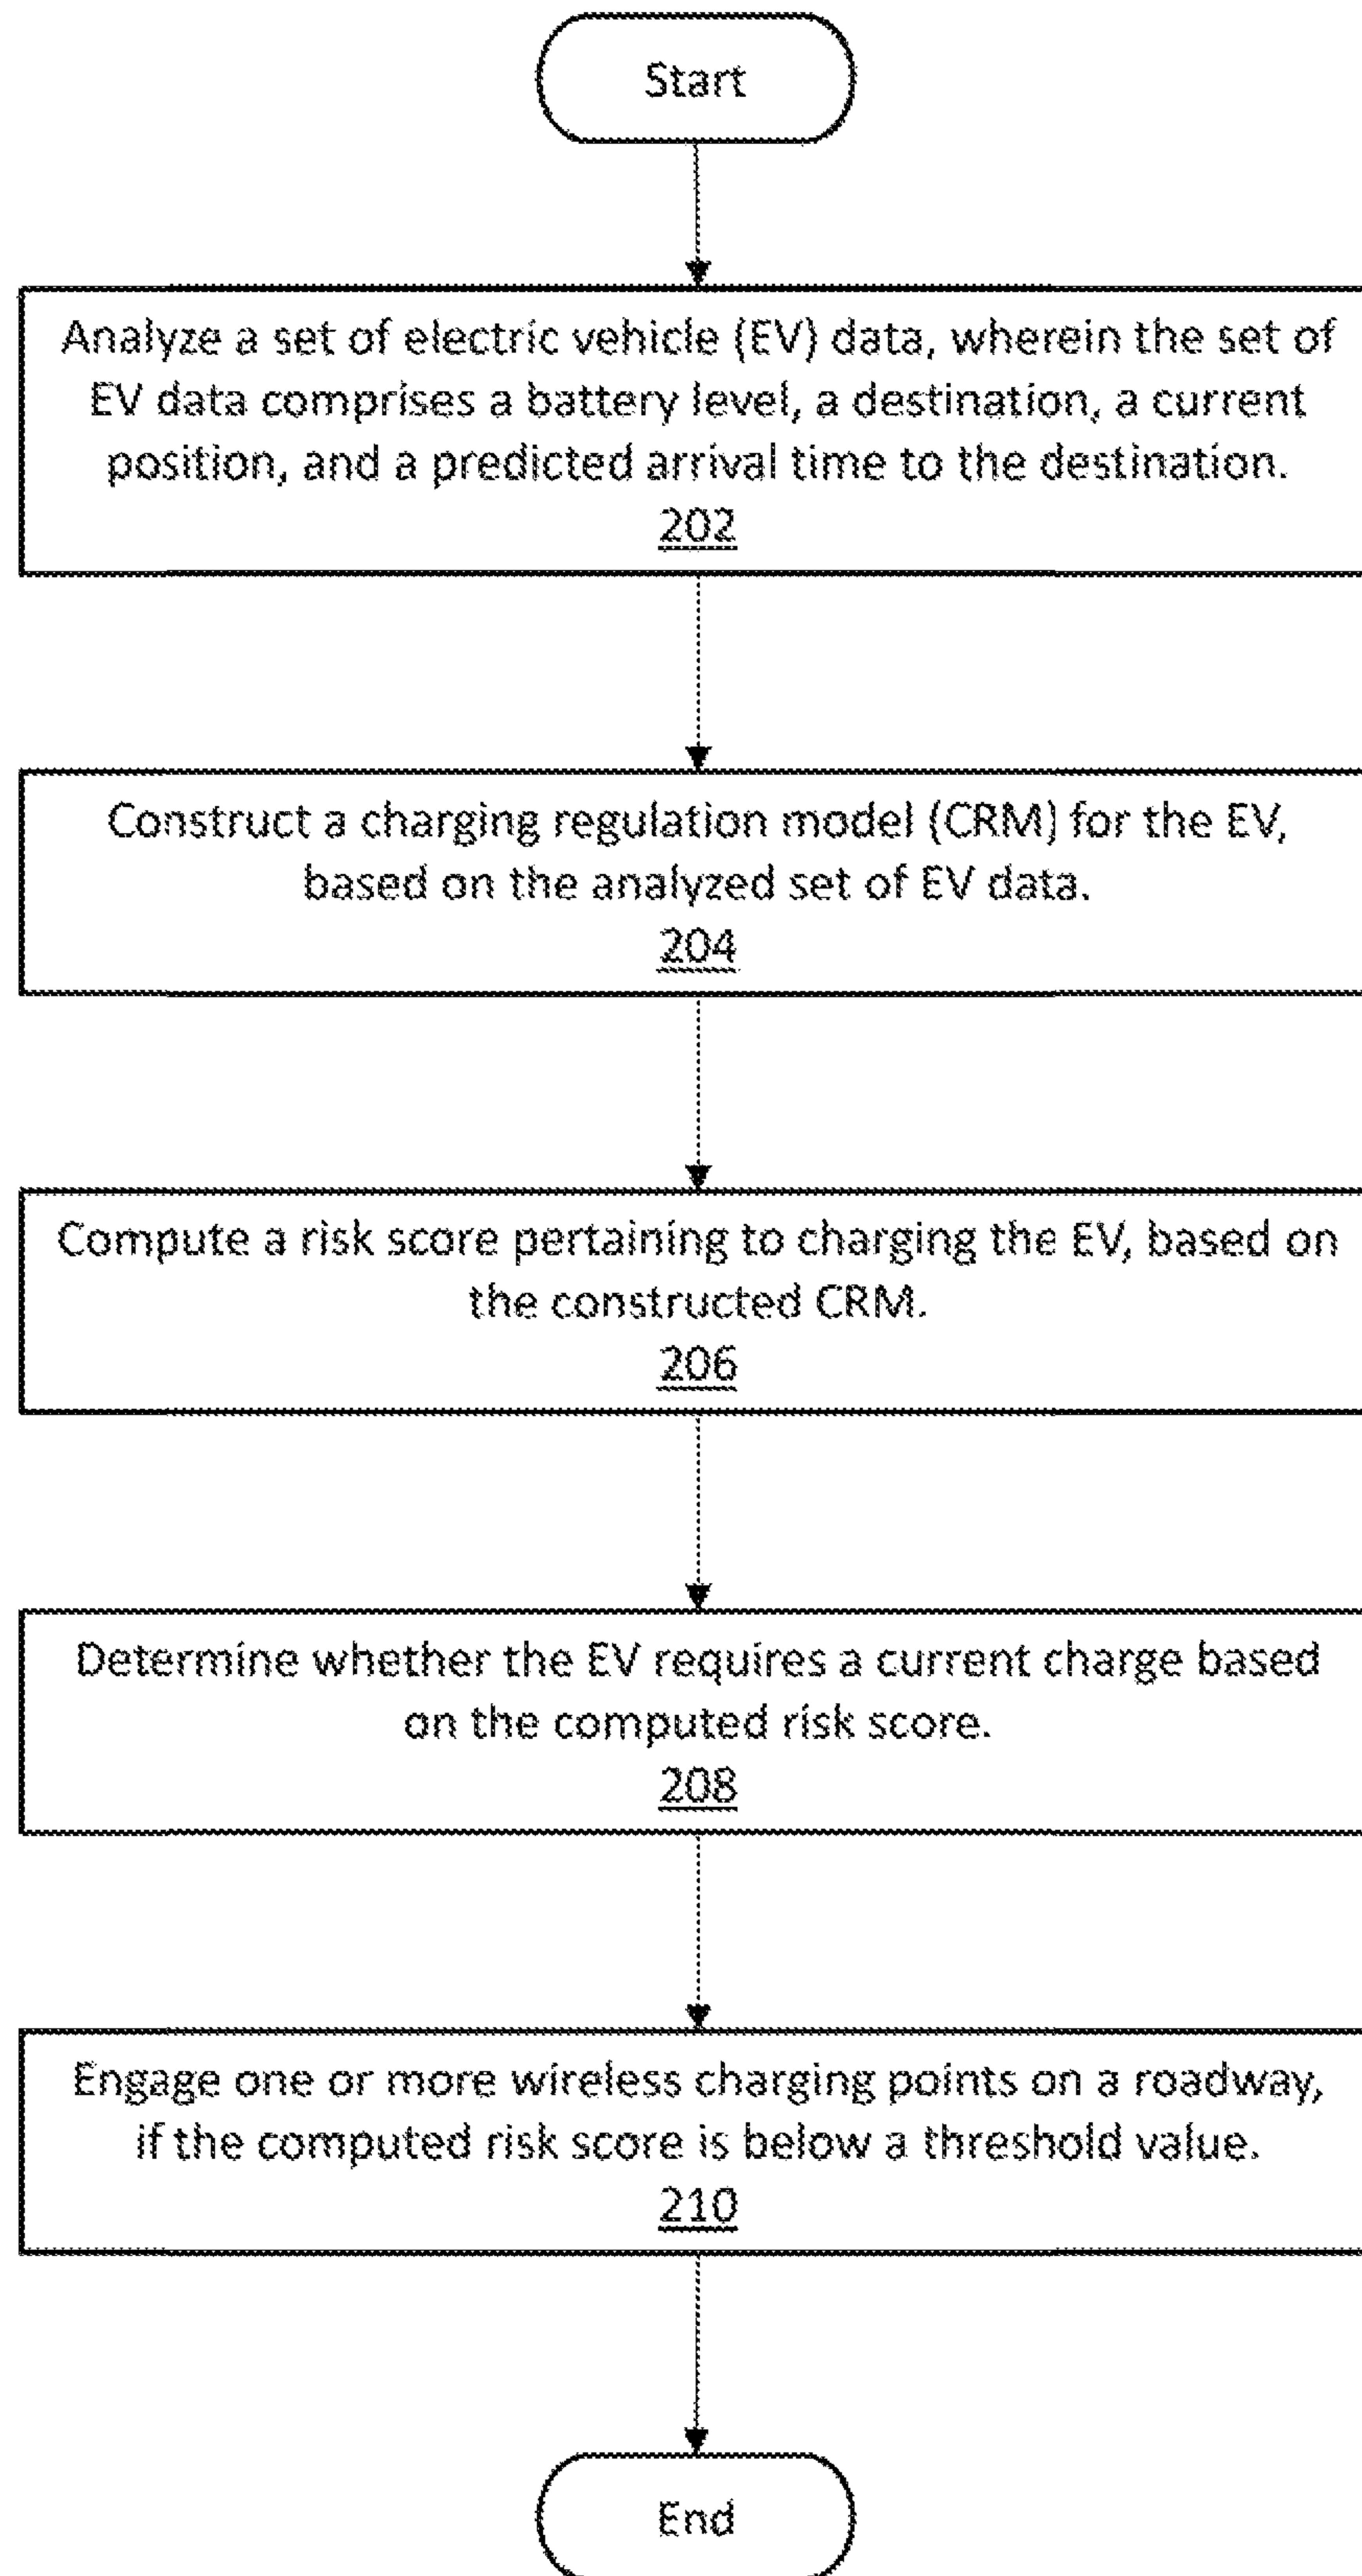 Start
Analyze a set of electric vehicle (EV) data, wherein the set of
EV data comprises a battery level, a destination, a current
position, and a predicted arrival time to the destination.
202
Construct a charging regulation model (CRM) for the EV,
based on the analyzed set of EV data.
204
Compute a risk score pertaining to charging the EV, based on
the constructed CRM.
206
Determine whether the EV requires a current charge based
on the computed risk score.
208
Engage one or more wireless charging points on a roadway,
if the computed risk score is below a threshold value.
210
End